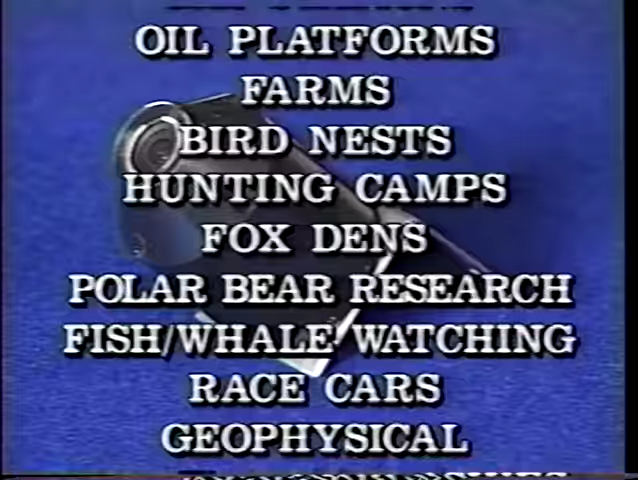 OIL PLATFORMS
FARMS
BIRD NESTS
HUNTING CAMPS
FOX DENS
POLAR BEAR RESEARCH
FISH/WHALE WATCHING
RACE CARS
GEOPHYSICAL